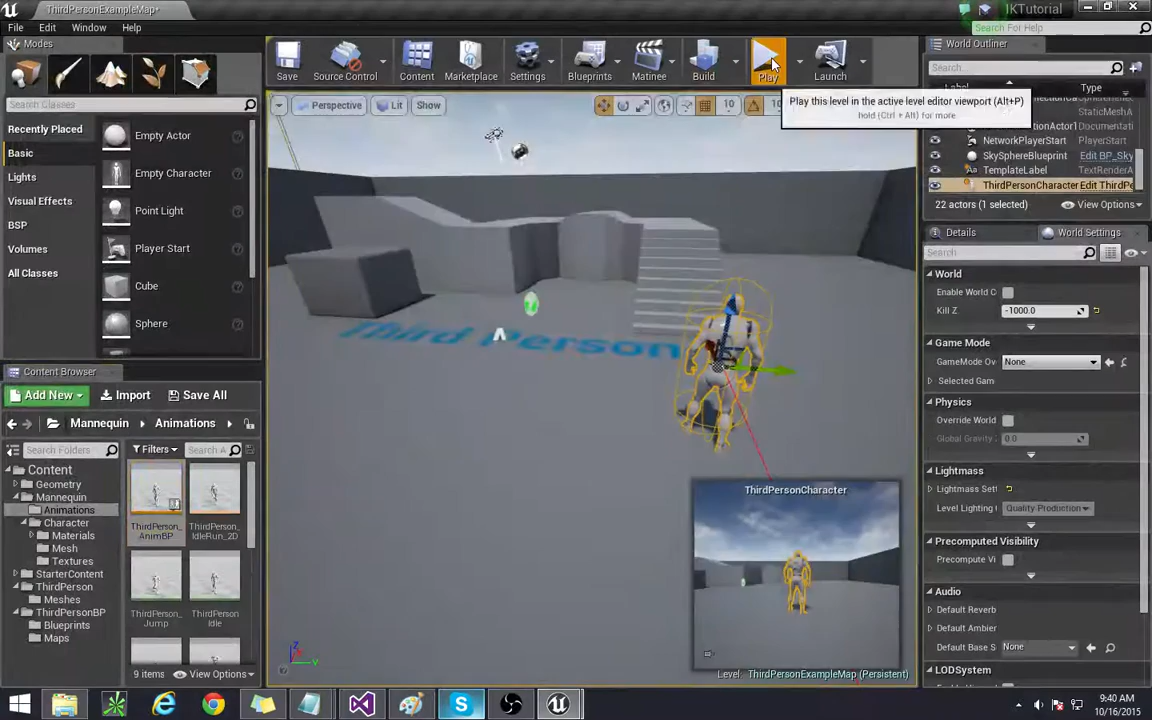 ThirdPersonExampleMap*
IKTutorial
File Edit Window Help
Search For Help
Modes
Search Classes
Recently Placed
Basic
Lights
Visual Effects
BSP
Volumes
All Classes
Empty Actor
Empty Character
Point Light
Player Start
Cube
Sphere
Save
Source Control
Content
Marketplace
Settings
Blueprints
Matinee
Build
Play
Launch
Perspective
Lit
Show
10
10
Play this level in the active level editor viewport (Alt+P)
hold (Ctrl + Alt) for more
Third Person
ThirdPersonCharacter
Level: ThirdPersonExampleMap (Persistent)
World Outliner
Search...
Label
Type
StaticMeshA
Documentati
NetworkPlayerStart PlayerStart
SkySphereBlueprint Edit BP_Sky
TemplateLabel TextRenderA
ThirdPersonCharacter Edit ThirdPe
22 actors (1 selected)
View Options
Details
World Settings
Search
World
Enable World C
Kill Z -1000.0
Game Mode
GameMode Ov None
Selected Gam
Physics
Override World
Global Gravity 0.0
Lightmass
Lightmass Sett
Level Lighting Quality Production
Precomputed Visibility
Precompute Vi
Audio
Default Reverb
Default Ambier
Default Base S None
LODSystem
Content Browser
Add New
Import
Save All
Mannequin
Animations
Search Folders
Filters
Search A
Content
Geometry
Mannequin
Animations
Character
Materials
Mesh
Textures
StarterContent
ThirdPerson
Meshes
ThirdPersonBP
Blueprints
Maps
ThirdPerson_
AnimBP
ThirdPerson_
IdleRun_2D
ThirdPerson_
Jump
ThirdPerson
Idle
9 items
View Options
9:40 AM
10/16/2015